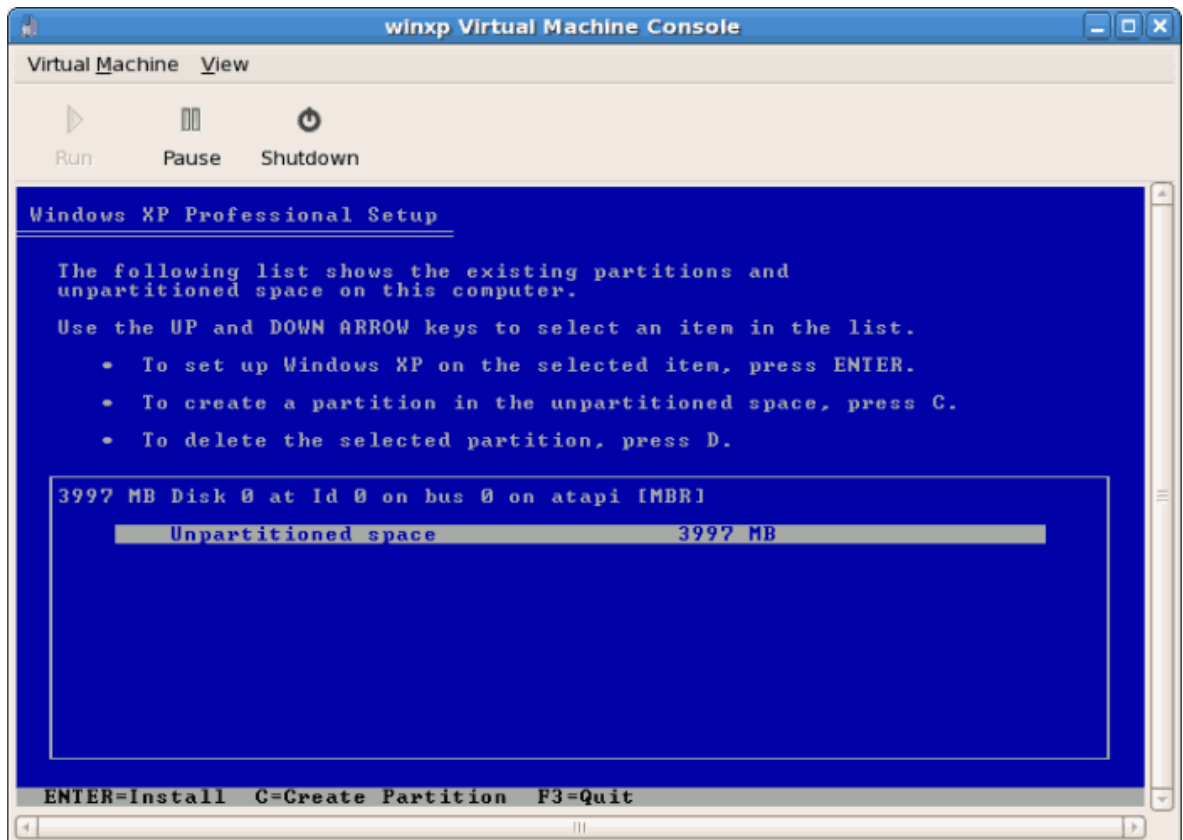 winxp Virtual Machine Console
Virtual Machine View
Run Pause Shutdown
Windows XP Professional Setup
The following list shows the existing partitions and
unpartitioned space on this computer.
Use the UP and DOWN ARROW keys to select an item in the list.
• To set up Windows XP on the selected item, press ENTER.
• To create a partition in the unpartitioned space, press C.
• To delete the selected partition, press D.
3997 MB Disk 0 at Id 0 on bus 0 on atapi [MBR]
Unpartitioned space 3997 MB
ENTER=Install C=Create Partition F3=Quit